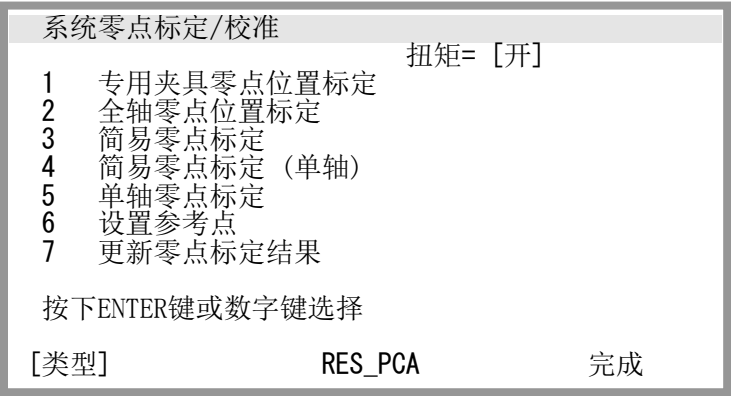 系统零点标定/校准
扭矩= [开]
1 专用夹具零点位置标定
2 全轴零点位置标定
3 简易零点标定
4 简易零点标定 (单轴)
5 单轴零点标定
6 设置参考点
7 更新零点标定结果
按下ENTER键或数字键选择
[类型] RES_PCA 完成